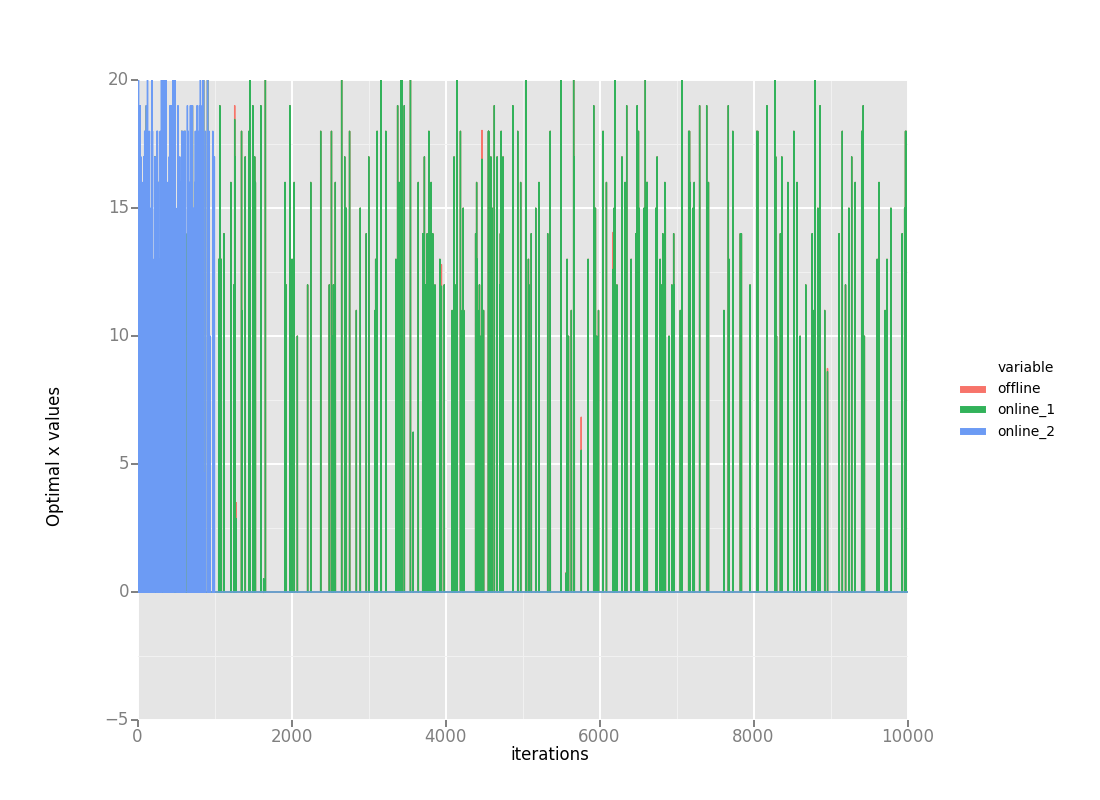 20
15
10
5
0
−5
Optimal x values
0 2000 4000 6000 8000 10000
iterations
variable
offline
online_1
online_2